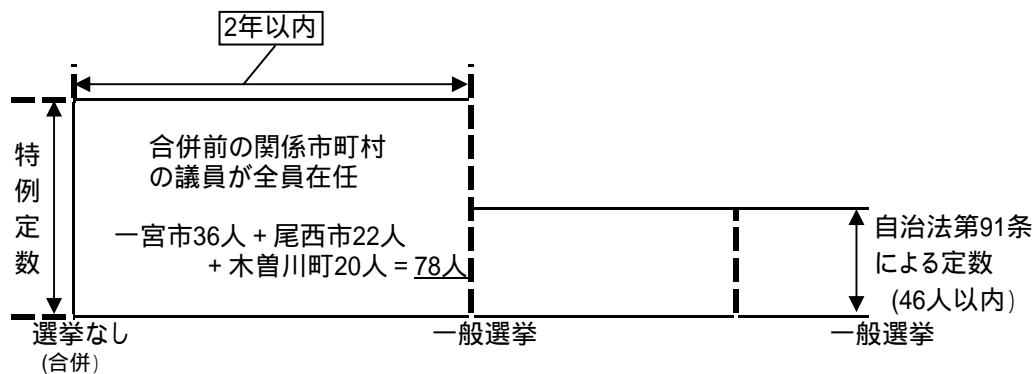 2年以内
特例定数
合併前の関係市町村
の議員が全員在任
一宮市36人 + 尾西市22人
+ 木曽川町20人 = 78人
自治法第91条
による定数
(46人以内)
選挙なし
(合併)
一般選挙
一般選挙